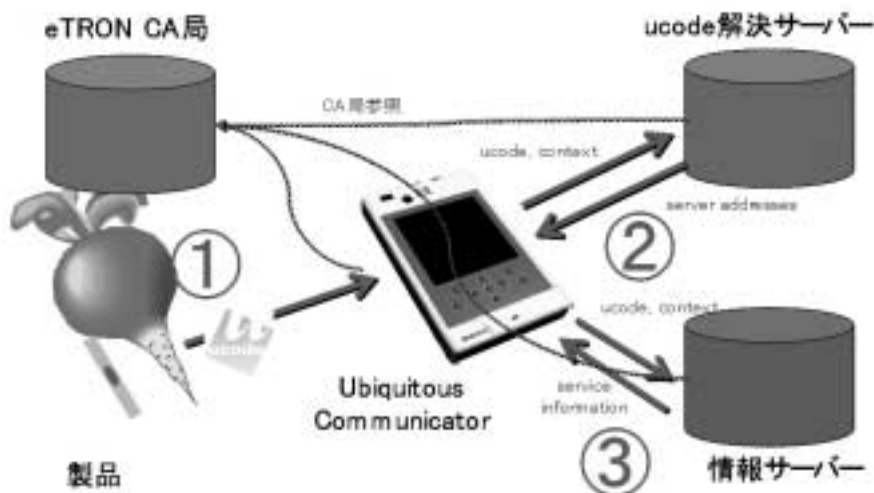 eTRON CA局
ucode解決サーバー
CA局参照
ucode, context
server addresses
①
②
ucode
ucode, context
Ubiquitous
Communicator
service
information
③
製品
情報サーバー